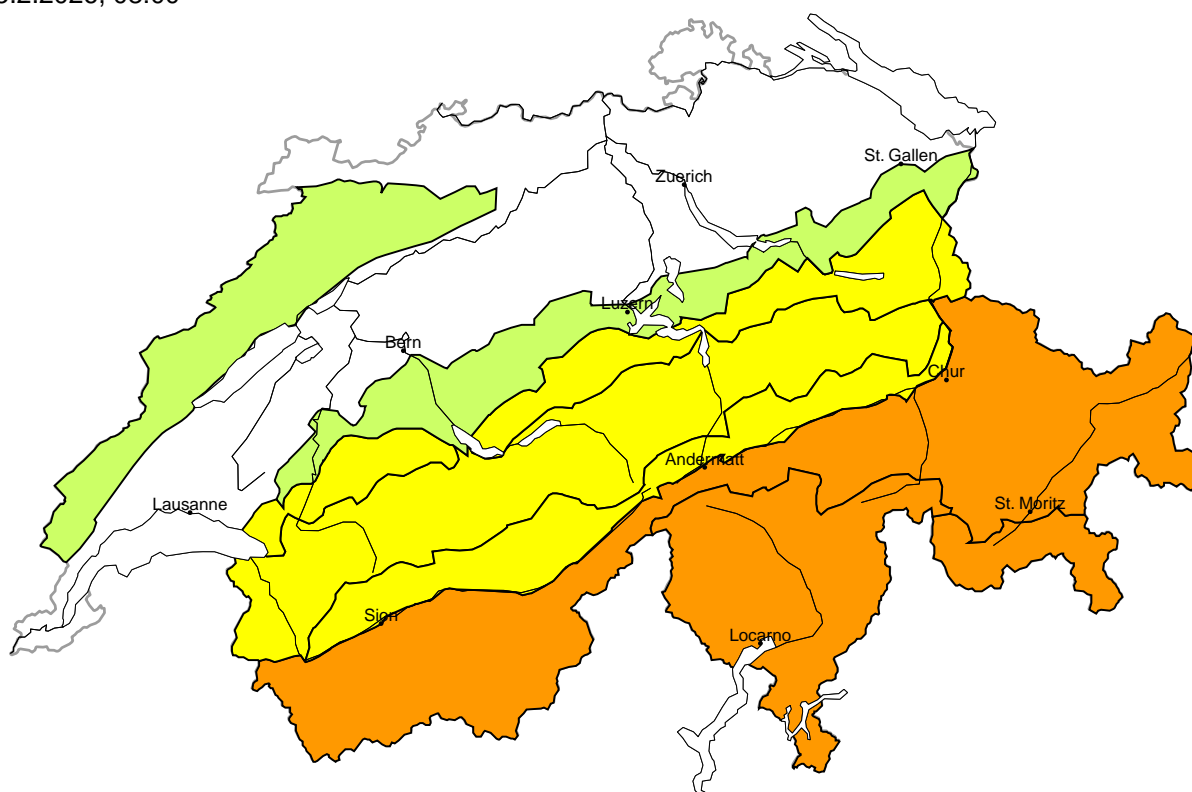 St. Gallen
Zuerich
Luzern
Bern
Chur
Andermatt
Lausanne
St. Moritz
Sion
Locarno